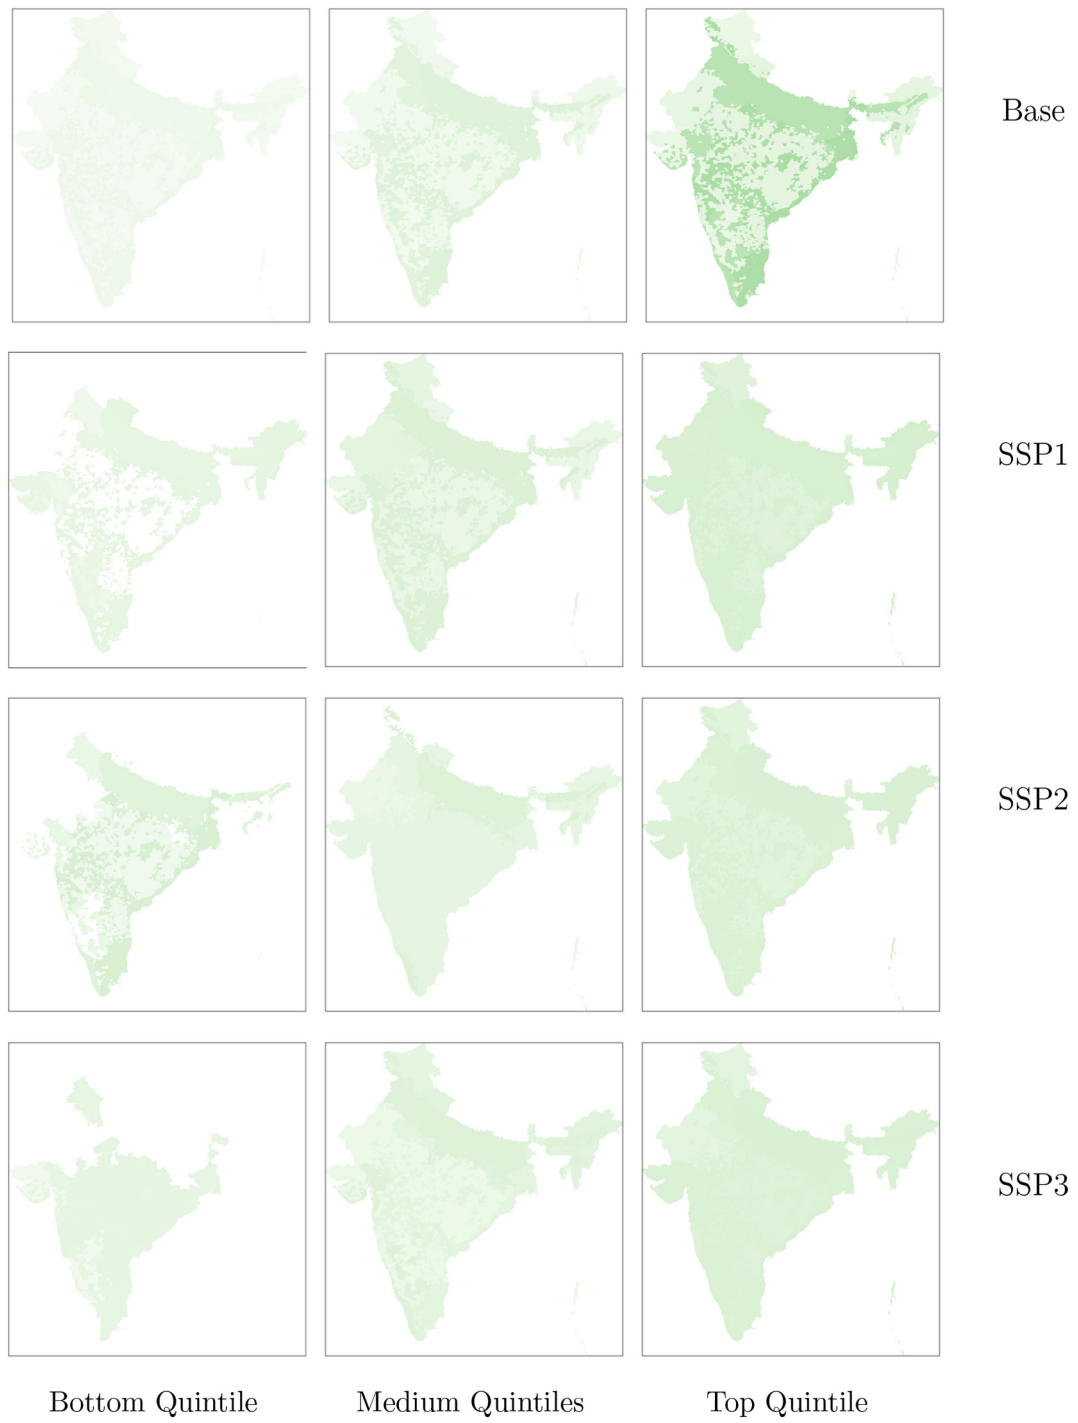 Base
SSP1
SSP2
SSP3
Bottom Quintile
Medium Quintiles
Top Quintile